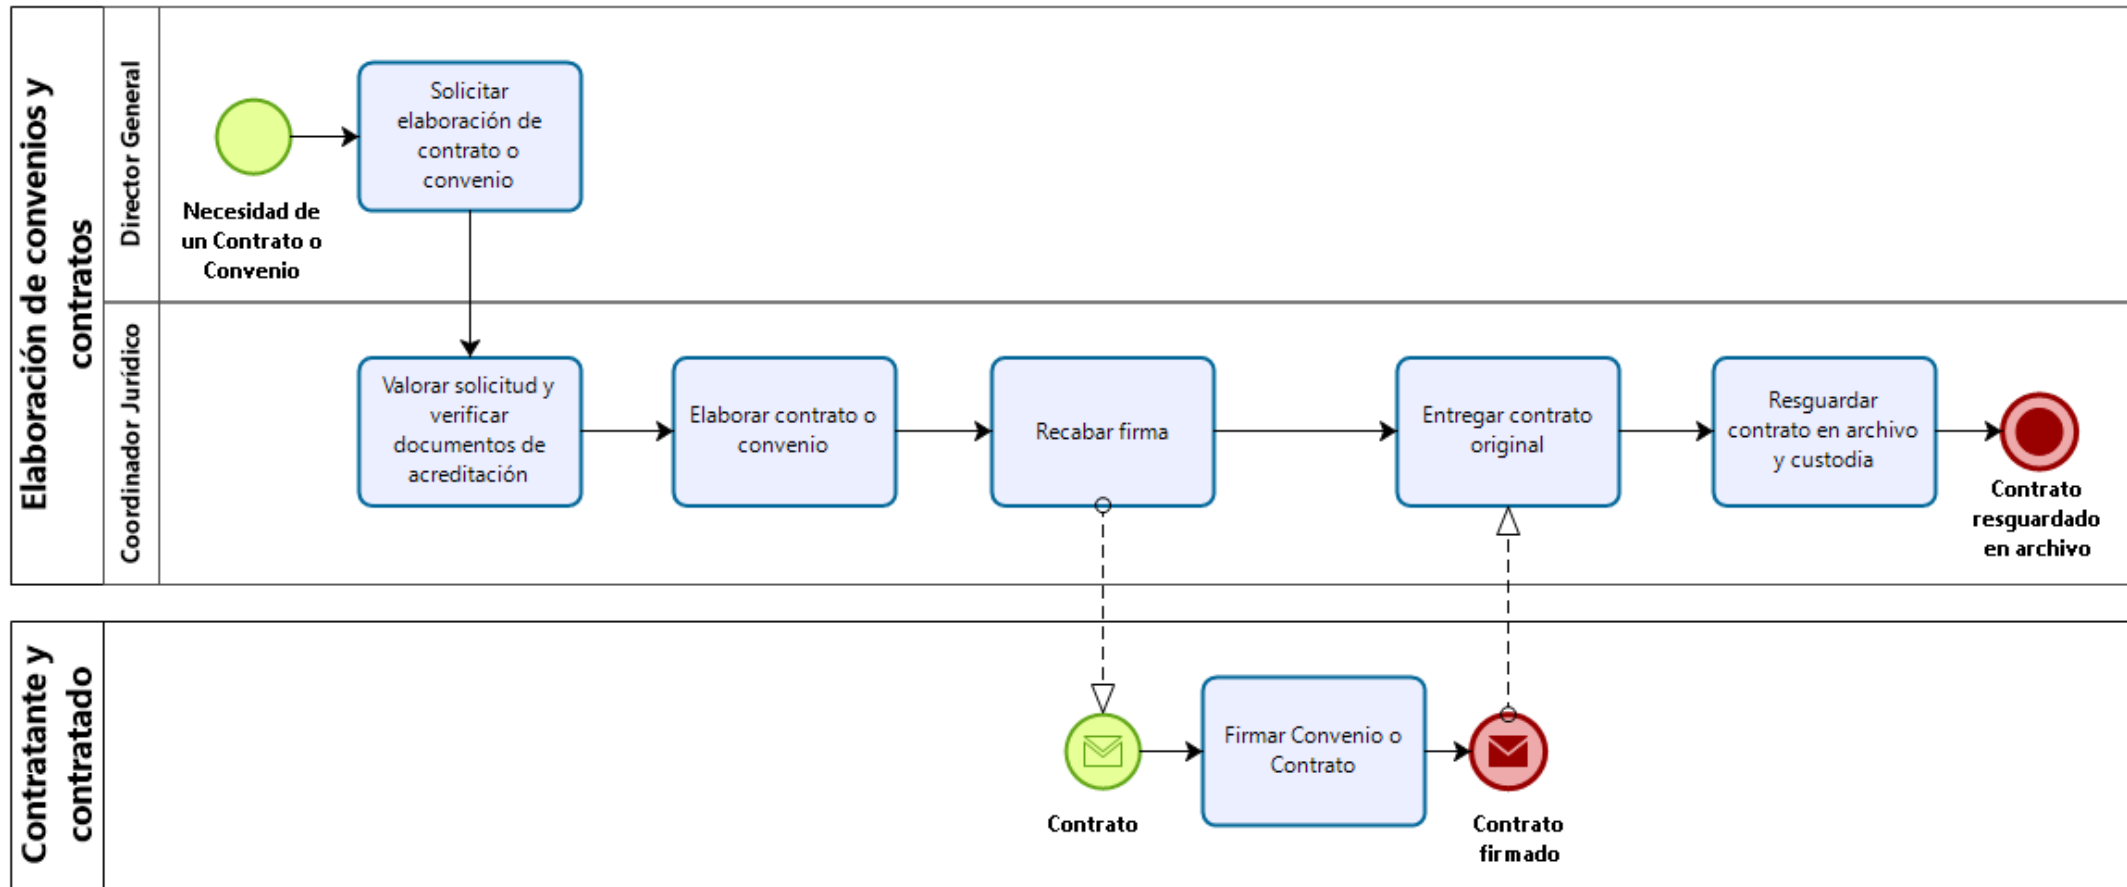 Elaboración de convenios y
contratos
Director General
Necesidad de
un Contrato o
Convenio
Solicitar
elaboración de
contrato o
convenio
Coordinador Jurídico
Valorar solicitud y
verificar
documentos de
acreditación
Elaborar contrato o
convenio
Recabar firma
Entregar contrato
original
Resguardar
contrato en archivo
y custodia
Contrato
resguardado
en archivo
Contratante y
contratado
Contrato
Firmar Convenio o
Contrato
Contrato
firmado